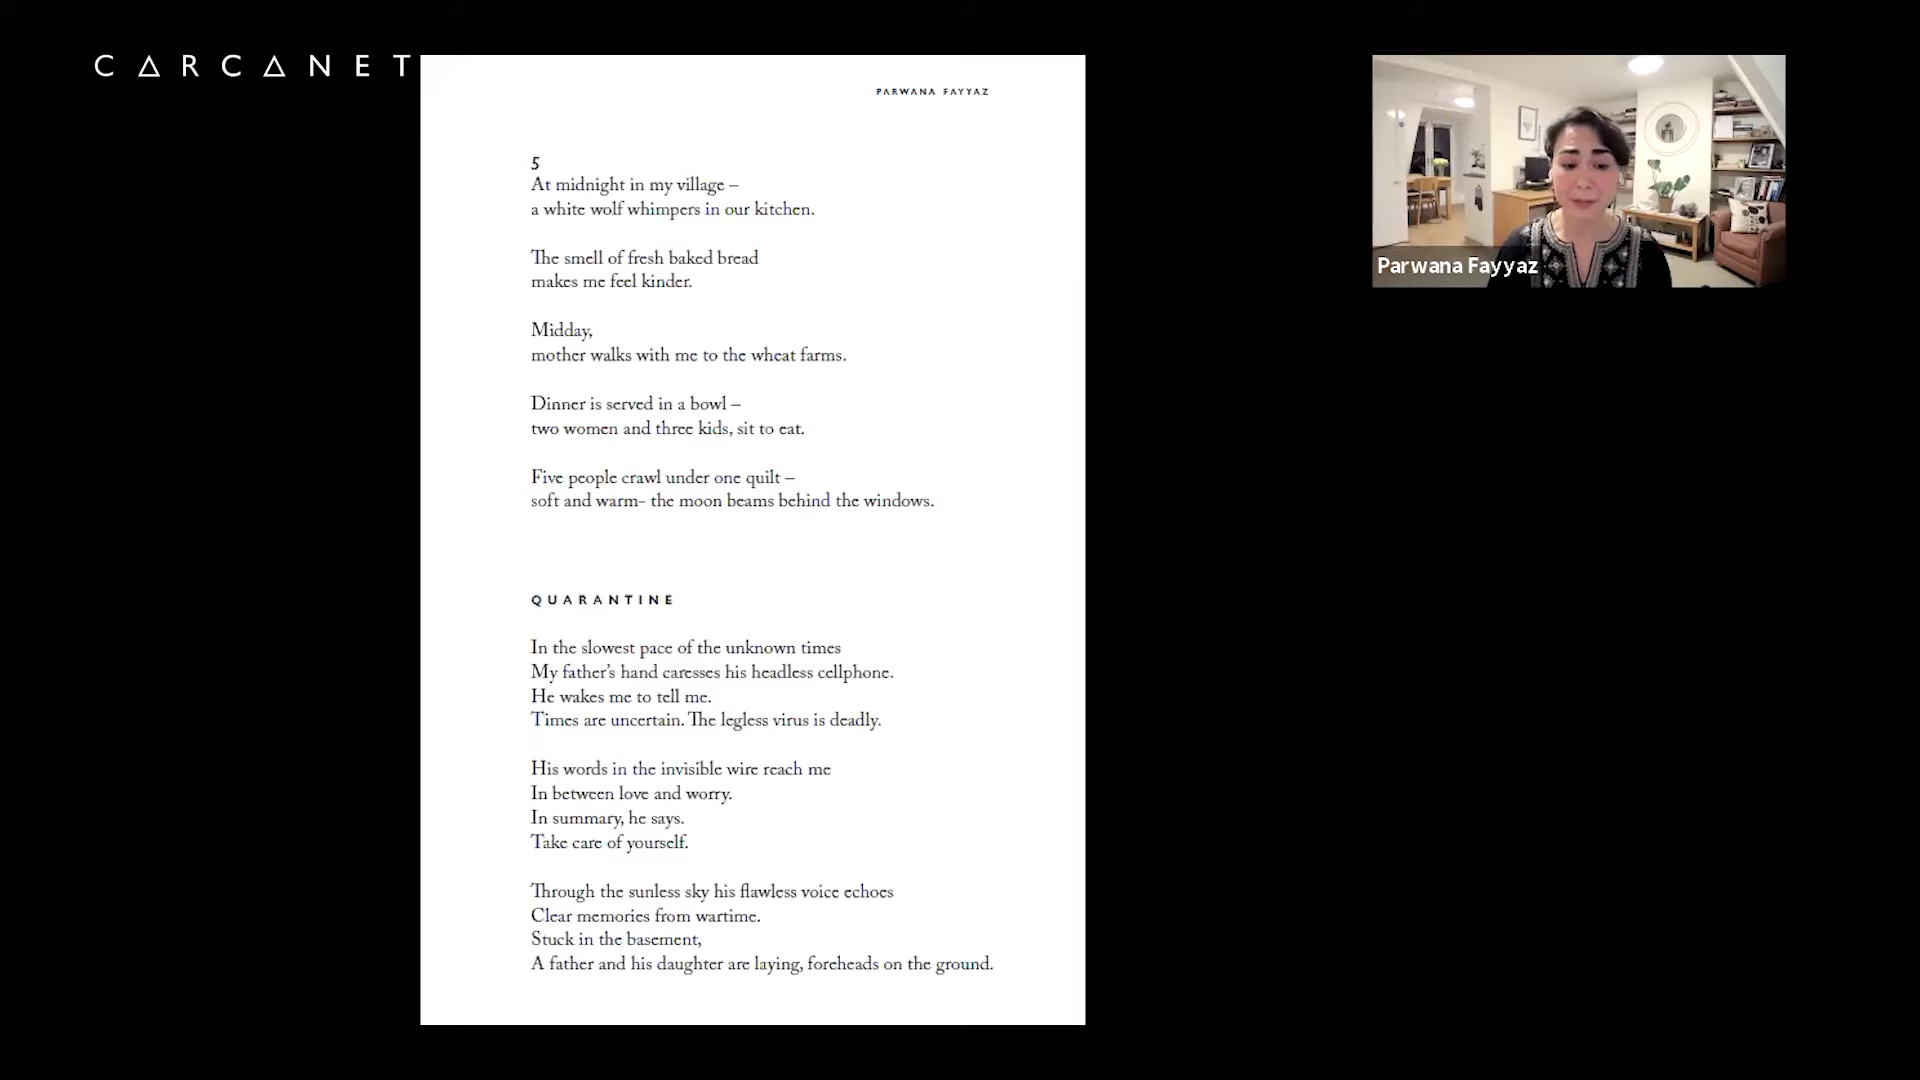 CARCANET
PARWANA FAYYAZ
5
At midnight in my village –
a white wolf whimpers in our kitchen.
The smell of fresh baked bread
makes me feel kinder.
Midday,
mother walks with me to the wheat farms.
Dinner is served in a bowl –
two women and three kids, sit to eat.
Five people crawl under one quilt –
soft and warm- the moon beams behind the windows.
QUARANTINE
In the slowest pace of the unknown times
My father’s hand caresses his headless cellphone.
He wakes me to tell me.
Times are uncertain. The legless virus is deadly.
His words in the invisible wire reach me
In between love and worry.
In summary, he says.
Take care of yourself.
Through the sunless sky his flawless voice echoes
Clear memories from wartime.
Stuck in the basement,
A father and his daughter are laying, foreheads on the ground.
Parwana Fayyaz